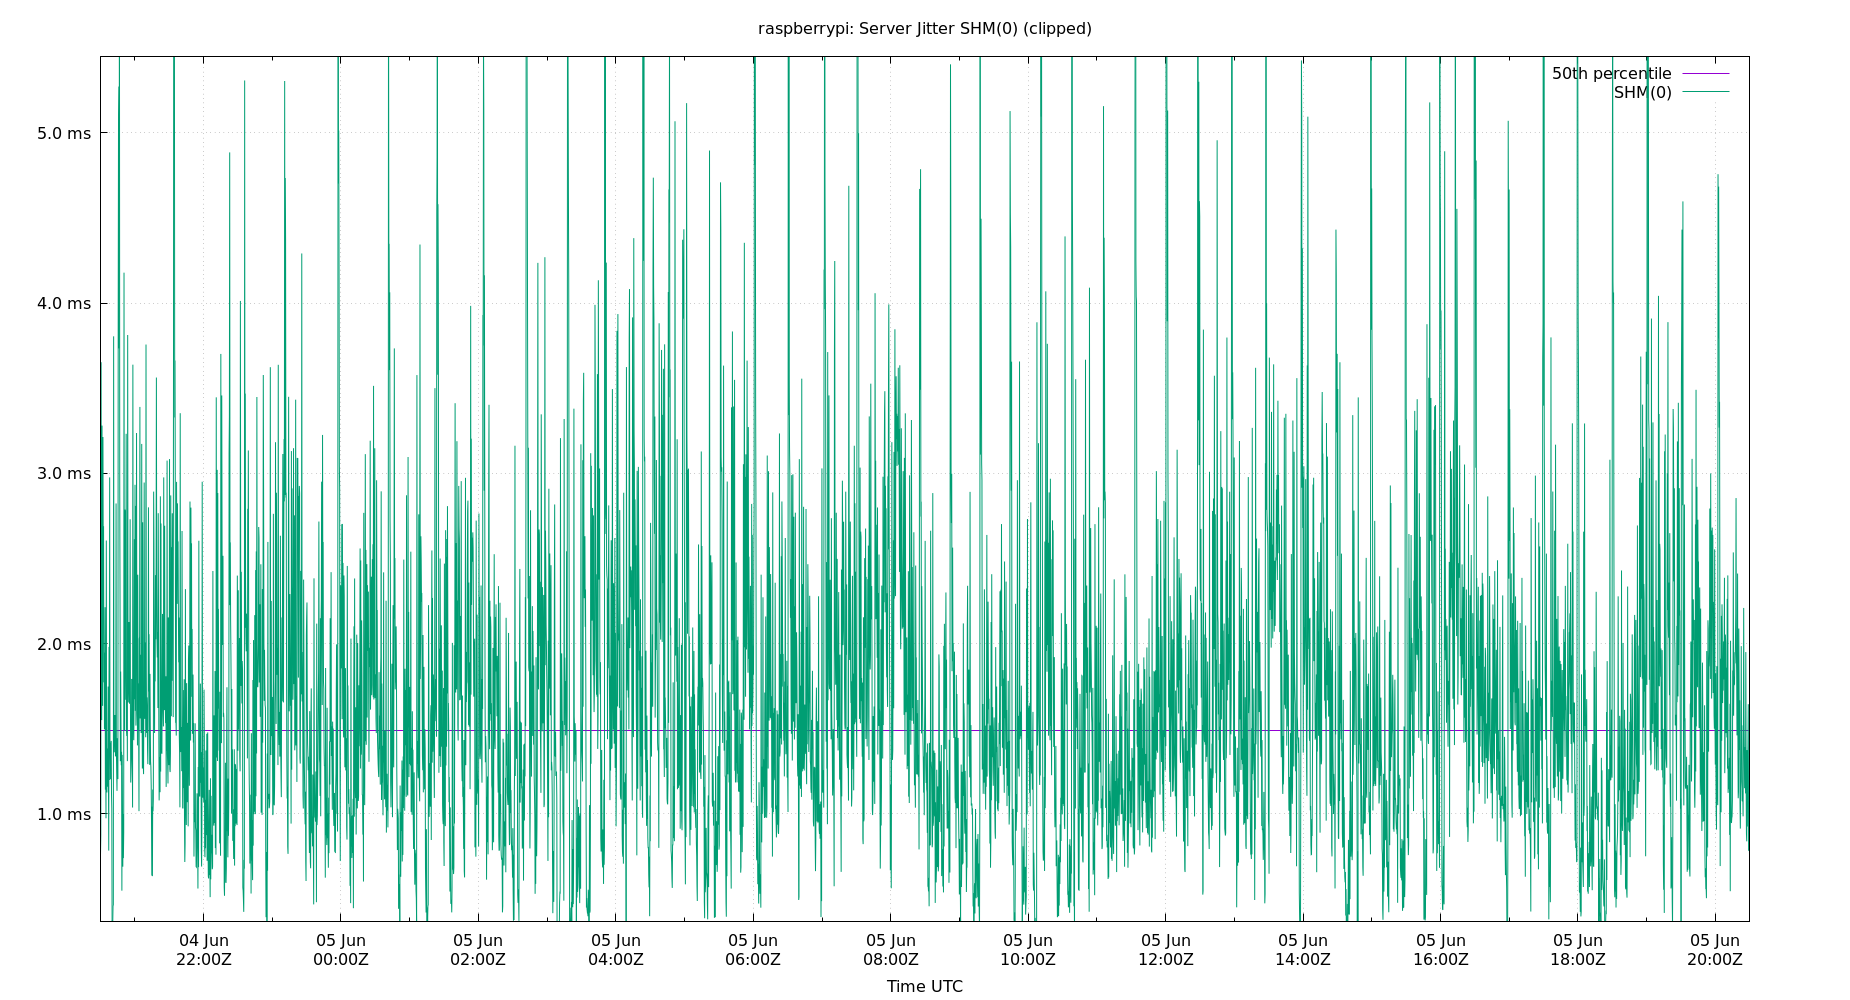 raspberrypi: Server Jitter SHM(0) (clipped)
50th percentile
SHM(0)
5.0 ms
4.0 ms
3.0 ms
2.0 ms
1.0 ms
04 Jun 05 Jun 05 Jun 05 Jun 05 Jun 05 Jun 05 Jun 05 Jun 05 Jun 05 Jun 05 Jun 05 Jun
22:00Z 00:00Z 02:00Z 04:00Z 06:00Z 08:00Z 10:00Z 12:00Z 14:00Z 16:00Z 18:00Z 20:00Z
Time UTC